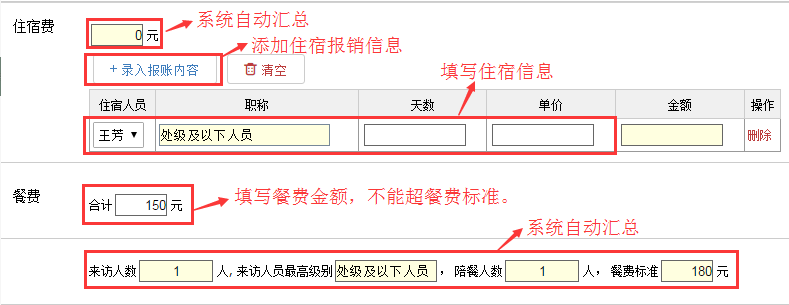 住宿费
0 元
系统自动汇总
+ 录入报账内容
清空
添加住宿报销信息
填写住宿信息
住宿人员 职称 天数 单价 金额 操作
王芳 处级及以下人员 删除
餐费
合计 150 元
填写餐费金额，不能超餐费标准。
系统自动汇总
来访人数 1 人, 来访人员最高级别 处级及以下人员 ，陪餐人数 1 人， 餐费标准 180 元